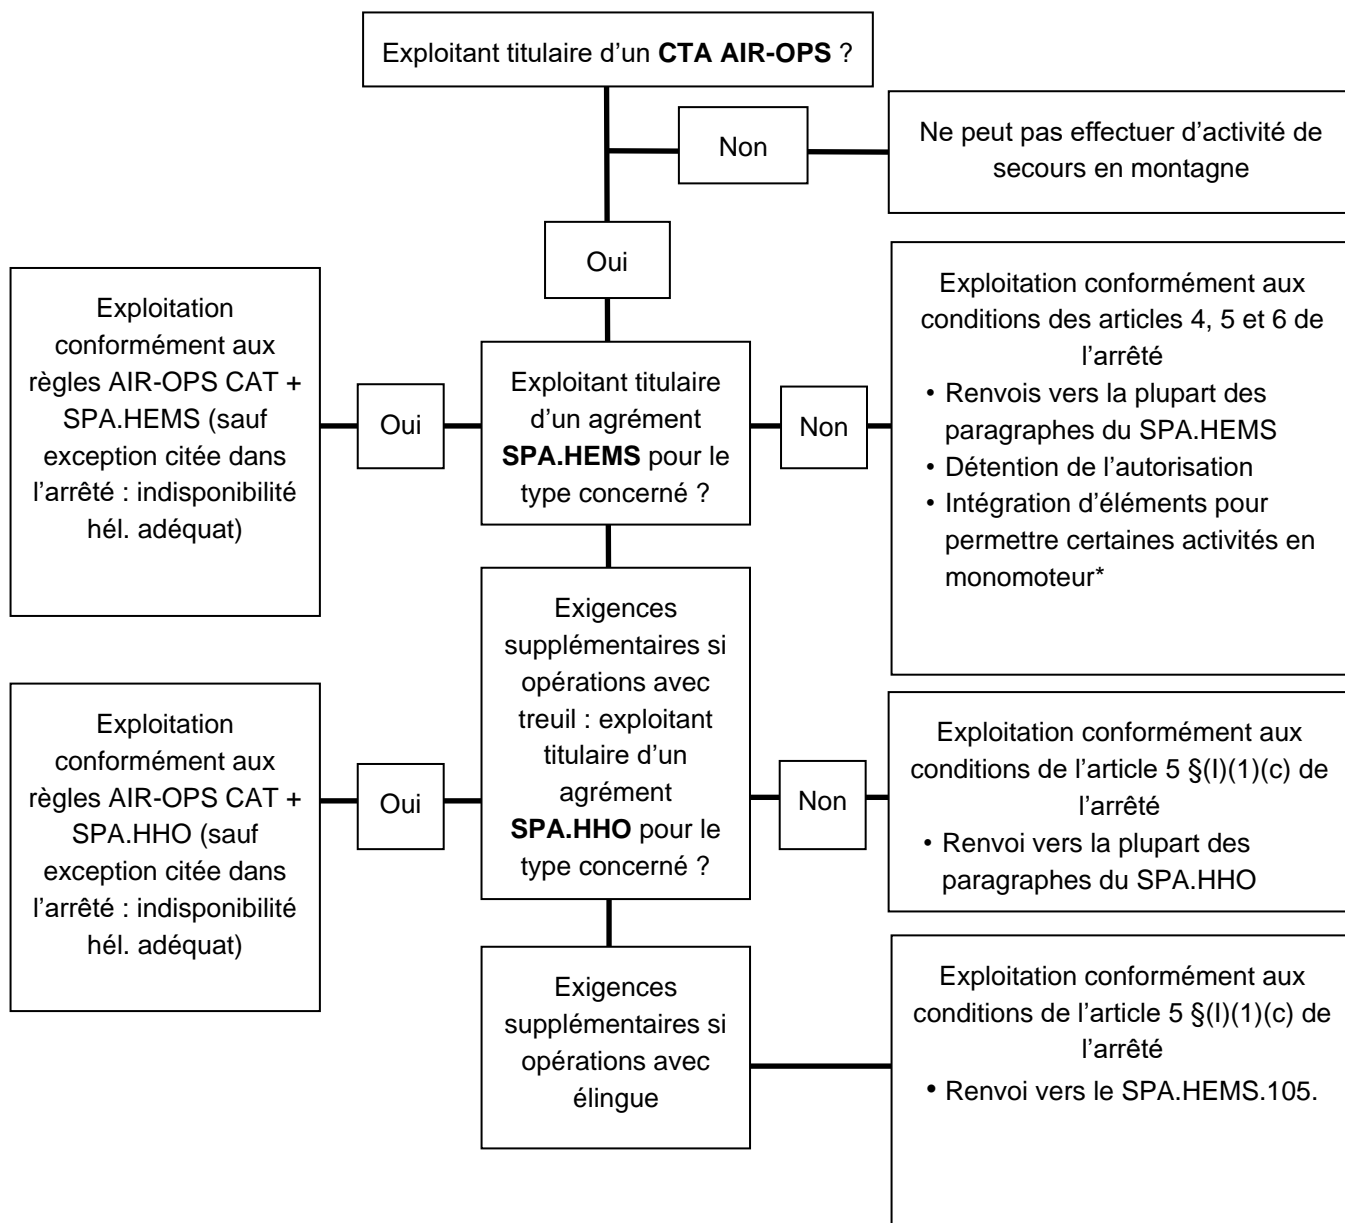 Exploitant titulaire d’un CTA AIR-OPS ?
Non
Ne peut pas effectuer d’activité de
secours en montagne
Oui
Exploitation
conformément aux
règles AIR-OPS CAT +
SPA.HEMS (sauf
exception citée dans
l’arrêté : indisponibilité
hél. adéquat)
Oui
Exploitant titulaire
d’un agrément
SPA.HEMS pour le
type concerné ?
Non
Exploitation conformément aux
conditions des articles 4, 5 et 6 de
l’arrêté
• Renvois vers la plupart des
paragraphes du SPA.HEMS
• Détention de l’autorisation
• Intégration d’éléments pour
permettre certaines activités en
monomoteur*
Exploitation
conformément aux
règles AIR-OPS CAT +
SPA.HHO (sauf
exception citée dans
l’arrêté : indisponibilité
hél. adéquat)
Oui
Exigences
supplémentaires si
opérations avec
treuil : exploitant
titulaire d’un
agrément
SPA.HHO pour le
type concerné ?
Non
Exploitation conformément aux
conditions de l’article 5 §(I)(1)(c) de
l’arrêté
• Renvoi vers la plupart des
paragraphes du SPA.HHO
Exigences
supplémentaires si
opérations avec
élingue
Exploitation conformément aux
conditions de l’article 5 §(I)(1)(c) de
l’arrêté
• Renvoi vers le SPA.HEMS.105.